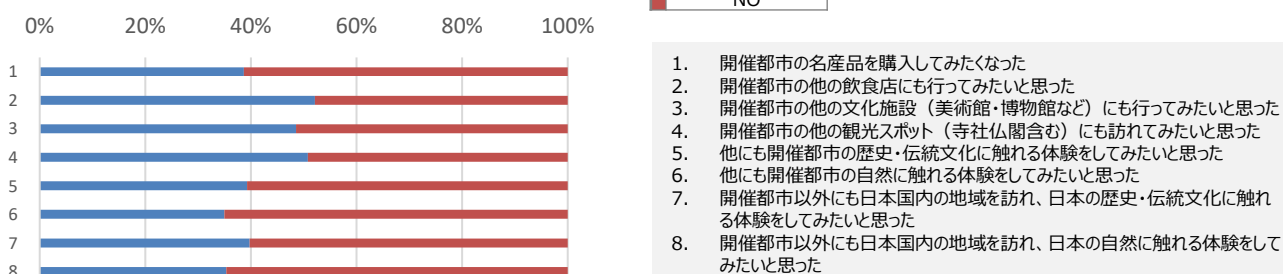 NO
0% 20% 40% 60% 80% 100%
1
2
3
4
5
6
7
8
1. 開催都市の名産品を購入してみたくなった
2. 開催都市の他の飲食店にも行ってみたいと思った
3. 開催都市の他の文化施設（美術館・博物館など）にも行ってみたいと思った
4. 開催都市の他の観光スポット（寺社仏閣含む）にも訪れてみたいと思った
5. 他にも開催都市の歴史・伝統文化に触れる体験をしてみたいと思った
6. 他にも開催都市の自然に触れる体験をしてみたいと思った
7. 開催都市以外にも日本国内の地域を訪れ、日本の歴史・伝統文化に触れ
る体験をしてみたいと思った
8. 開催都市以外にも日本国内の地域を訪れ、日本の自然に触れる体験をして
みたいと思った